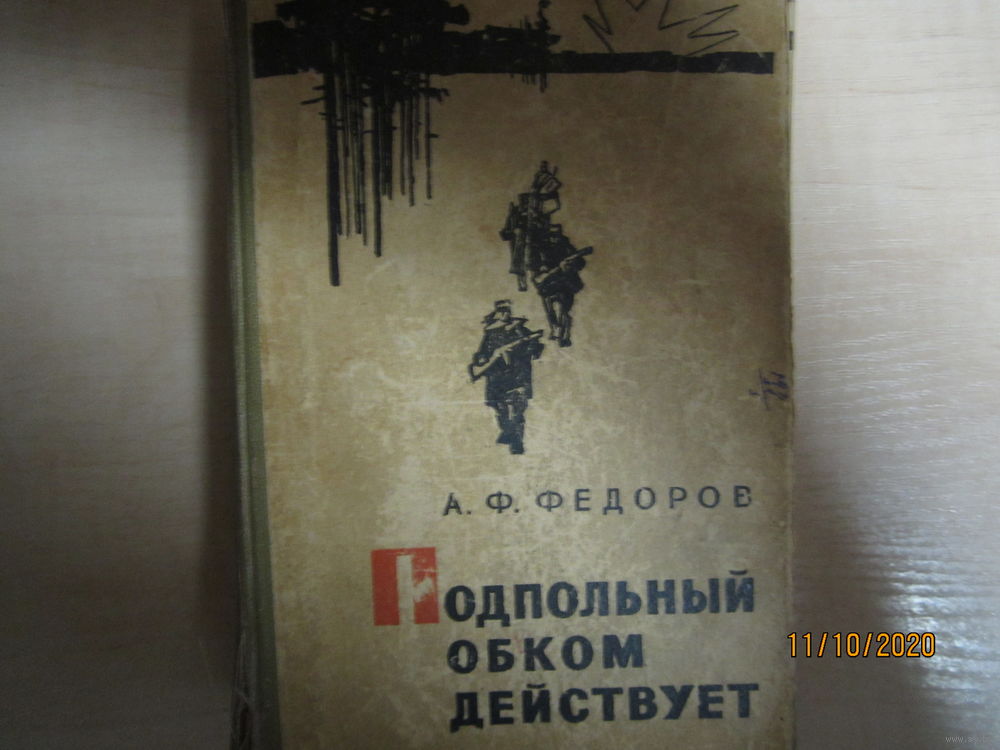 А. Ф. ФЕДОРОВ
ПОДПОЛЬНЫЙ
ОБКОМ
ДЕЙСТВУЕТ
11/10/2020